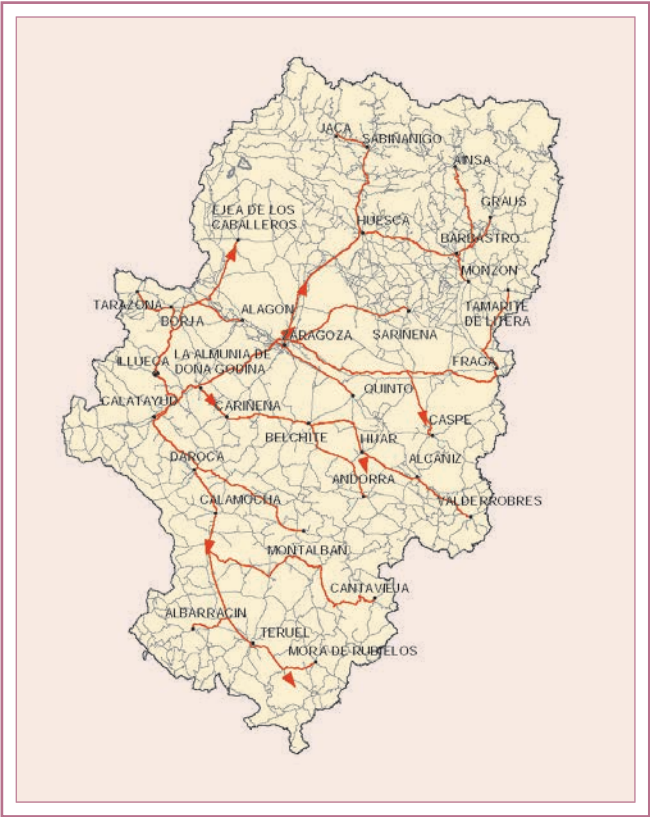 JACA
SABIÑANIGO
AINSA
GRAUS
EJEA DE LOS
CABALLEROS
HUESCA
BARBASTRO
MONZON
TARAZONA
BORJA
ALAGON
ZARAGOZA
SARIÑENA
TAMARITE
DE LITERA
ILLUECA
LA ALMUNIA DE
DOÑA GODINA
FRAGA
QUINTO
CALATAYUD
CARIÑENA
CASPE
BELCHITE
HIJAR
DAROCA
ALCAÑIZ
ANDORRA
CALAMOCHA
VALDERROBRES
MONTALBAN
CANTAVIEJA
ALBARRACIN
TERUEL
MORA DE RUBIELOS